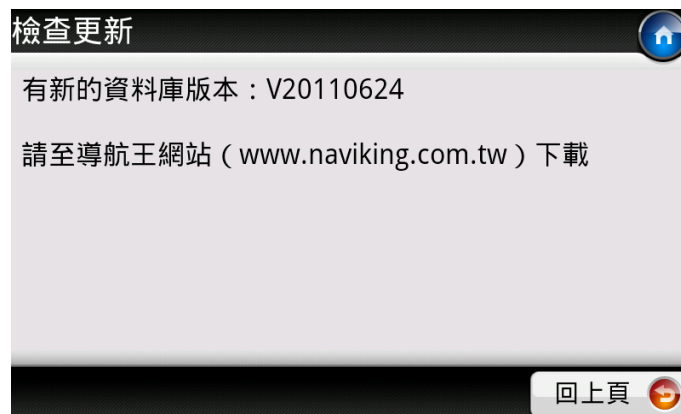 檢查更新
有新的資料庫版本：V20110624
請至導航王網站（www.naviking.com.tw）下載
回上頁